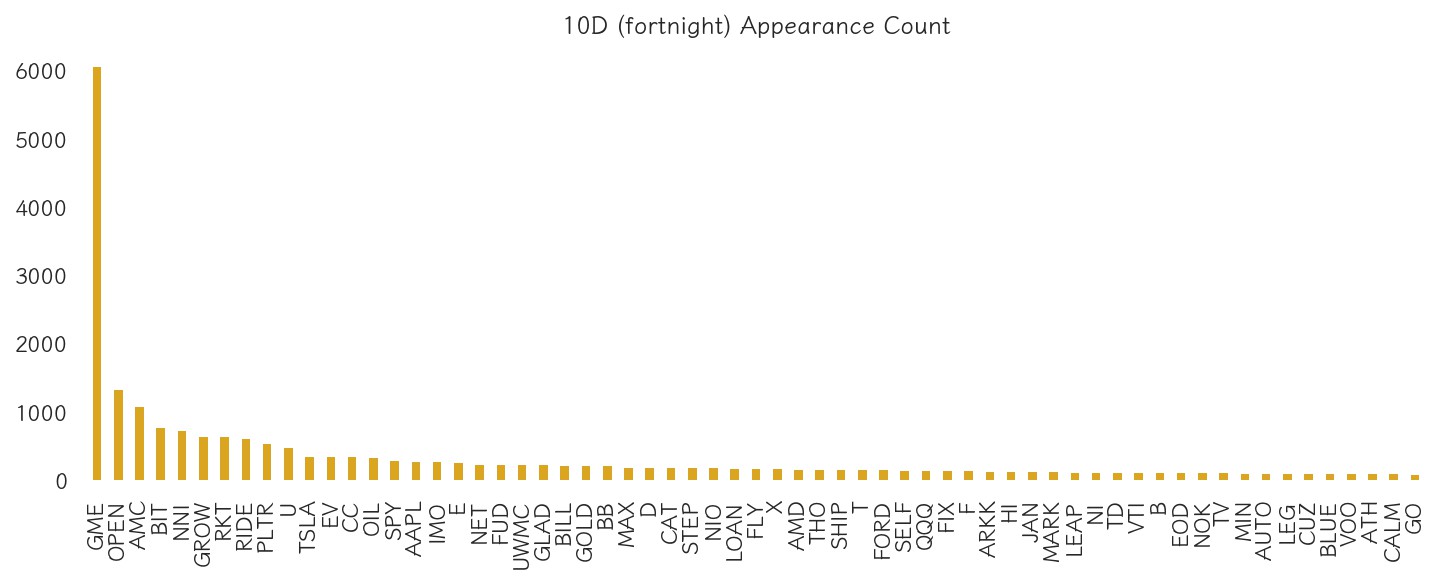 10D (fortnight) Appearance Count
6000
5000
4000
3000
2000
1000
0
GME
OPEN
AMC
BIT
NNI
GROW
RKT
RIDE
PLTR
U
TSLA
EV
CC
OIL
SPY
AAPL
IMO
E
NET
FUD
UWMC
GLAD
BILL
GOLD
BB
MAX
D
CAT
STEP
NIO
LOAN
FLY
X
AMD
THO
SHIP
T
FORD
SELF
QQQ
FIX
F
ARKK
HI
JAN
MARK
LEAP
NI
TD
VTI
B
EOD
NOK
TV
MIN
AUTO
LEG
CUZ
BLUE
VOO
ATH
CALM
GO